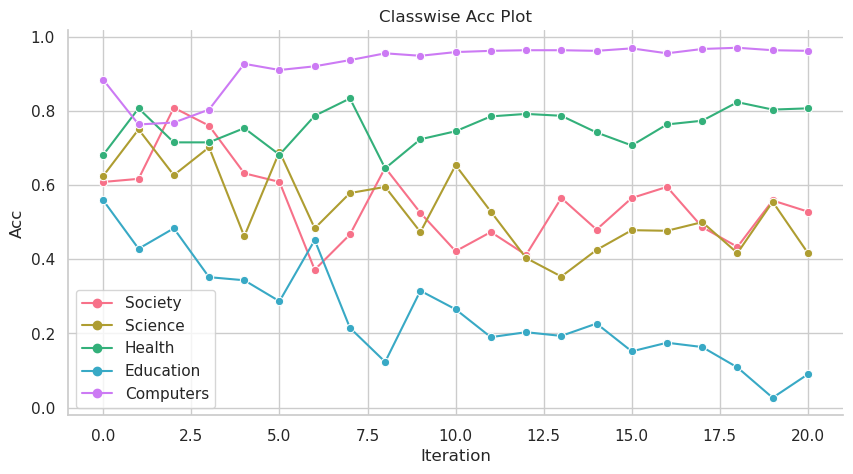 Classwise Acc Plot
1.0
0.8
0.6
0.4
0.2
0.0
Acc
Society
Science
Health
Education
Computers
0.0 2.5 5.0 7.5 10.0 12.5 15.0 17.5 20.0
Iteration